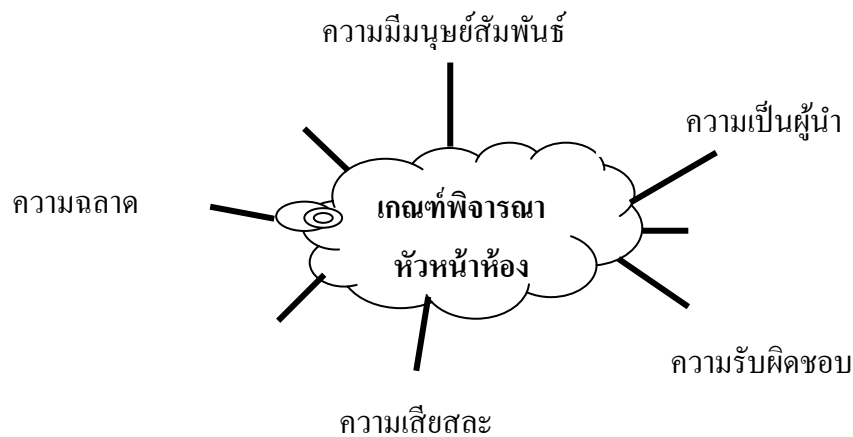 ความมีมนุษย์สัมพันธ์
ความเป็นผู้นำ
ความฉลาด
เกณฑ์พิจารณา
หัวหน้าห้อง
ความรับผิดชอบ
ความเสียสละ